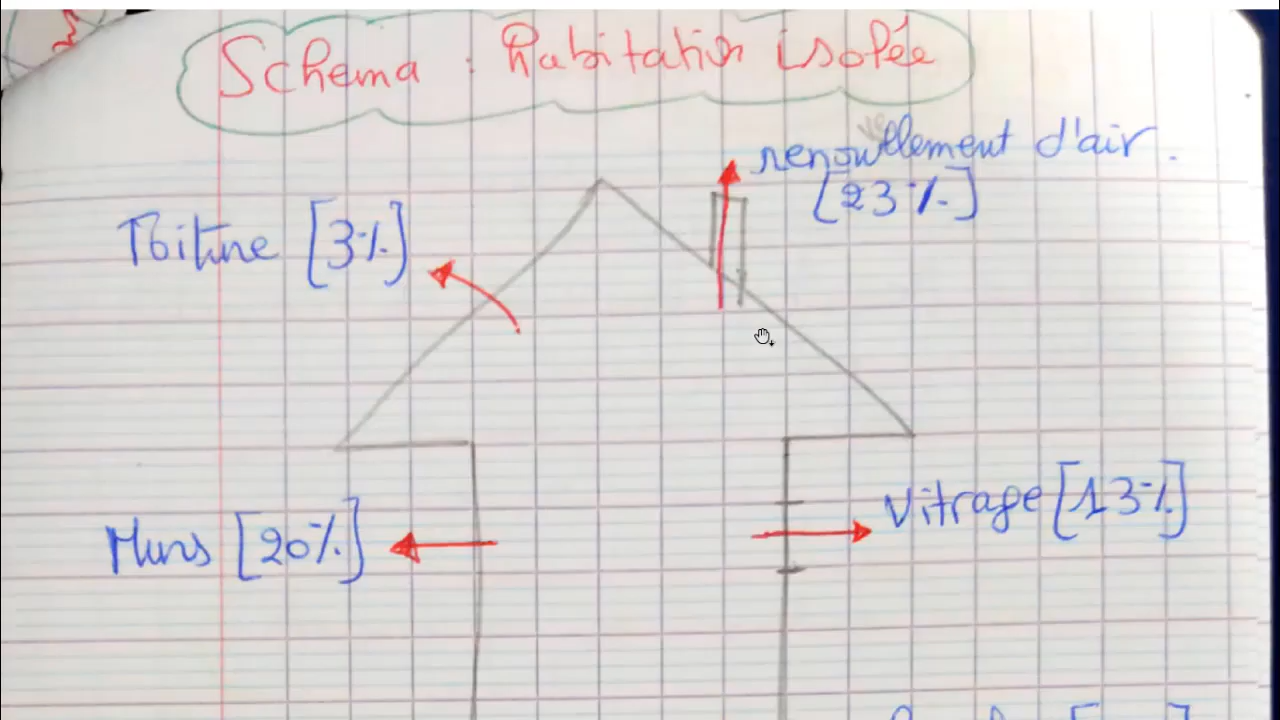 Schema : habitation isolée
renouvellement d'air.
[23%]
Toiture [3%]
Vitrage [13%]
Murs [20%]